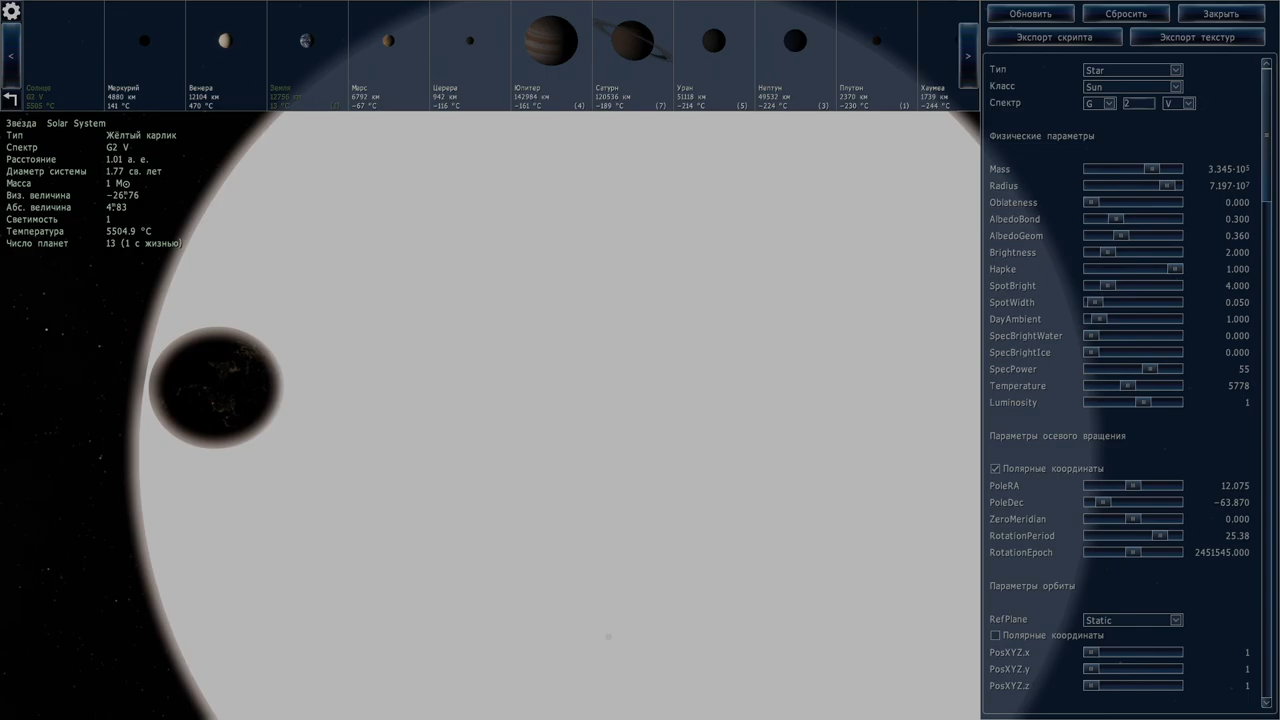 Солнце
G2 V
5505 °C
Меркурий
4880 км
141 °C
Венера
12104 км
470 °C
Земля
12756 км
13 °C
Марс
6792 км
-67 °C
Церера
942 км
-116 °C
Юпитер
142984 км
-161 °C (4)
Сатурн
120536 км
-189 °C (7)
Уран
51118 км
-214 °C (5)
Нептун
49532 км
-224 °C (3)
Плутон
2370 км
-230 °C (1)
Хаумеа
1739 км
-244 °C
< >
Звезда Solar System
Тип Жёлтый карлик
Спектр G2 V
Расстояние 1.01 а. е.
Диаметр системы 1.77 св. лет
Масса 1 M⊙
Виз. величина -26ᵐ76
Абс. величина 4ᵐ83
Светимость 1
Температура 5504.9 °C
Число планет 13 (1 с жизнью)
Обновить Сбросить Закрыть
Экспорт скрипта Экспорт текстур
Тип Star
Класс Sun
Спектр G 2 V
Физические параметры
Mass 3.345·10⁵
Radius 7.197·10⁷
Oblateness 0.000
AlbedoBond 0.300
AlbedoGeom 0.360
Brightness 2.000
Hapke 1.000
SpotBright 4.000
SpotWidth 0.050
DayAmbient 1.000
SpecBrightWater 0.000
SpecBrightIce 0.000
SpecPower 55
Temperature 5778
Luminosity 1
Параметры осевого вращения
Полярные координаты
PoleRA 12.075
PoleDec -63.870
ZeroMeridian 0.000
RotationPeriod 25.38
RotationEpoch 2451545.000
Параметры орбиты
RefPlane Static
Полярные координаты
PosXYZ.x 1
PosXYZ.y 1
PosXYZ.z 1